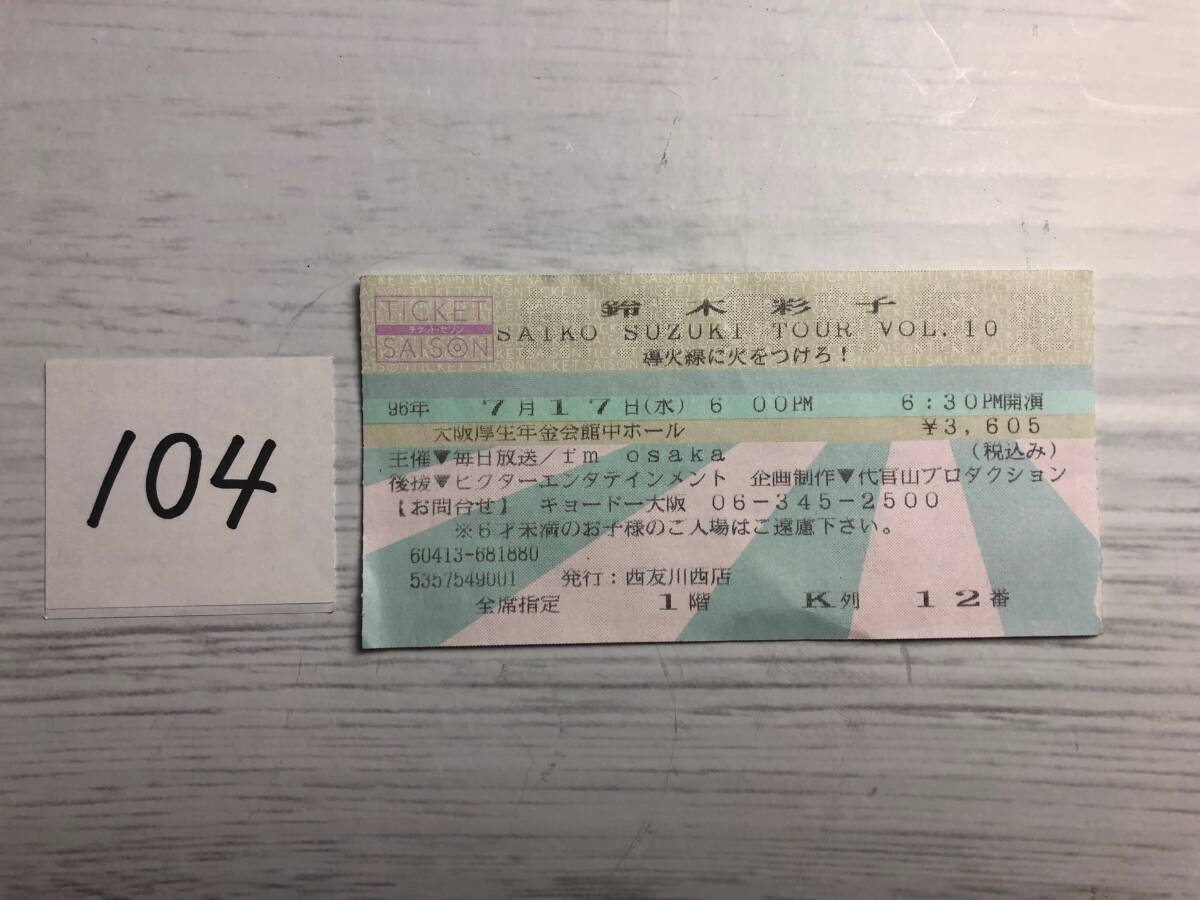 104
TICKET
チケット・セゾン
SAISON
鈴木彩子
SAIKO SUZUKI TOUR VOL.10
導火線に火をつけろ!
96年 7月17日(水) 6 00PM 6:30PM開演
大阪厚生年金会館中ホール ¥3,605
主催▼毎日放送/fm osaka (税込み)
後援▼ビクターエンタテインメント 企画制作▼代官山プロダクション
【お問合せ】 キョードー大阪 06-345-2500
※6才未満のお子様のご入場はご遠慮下さい。
60413-681880
5357549001 発行:西友川西店
全席指定 1階 K列 12番